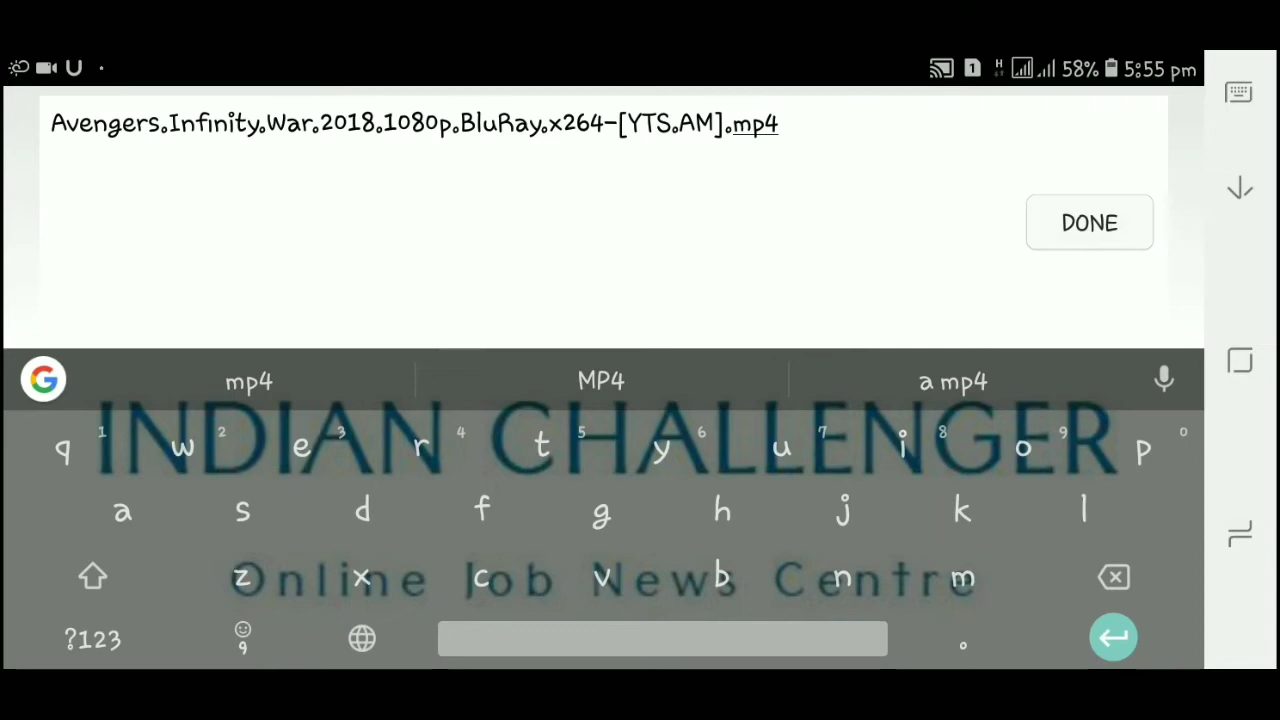 1 H 58% 5:55 pm
Avengers.Infinity.War.2018.1080p.BluRay.x264-[YTS.AM].mp4
DONE
mp4 MP4 a mp4
INDIAN CHALLENGER
q 1 w 2 e 3 r 4 t 5 y 6 u 7 i 8 o 9 p 0
a s d f g h j k l
Online Job News Centre
z x c v b n m
?123 , .